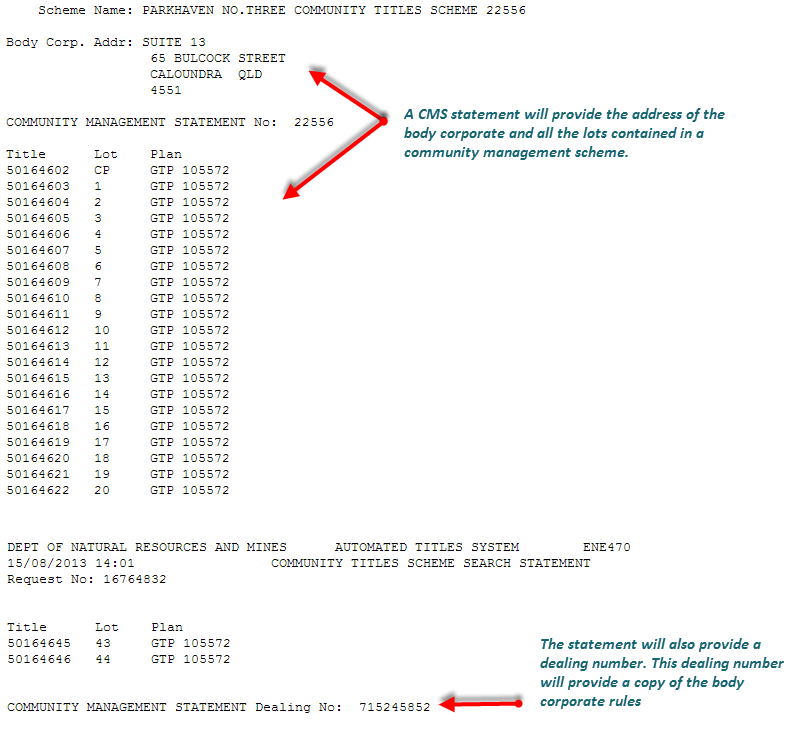 Scheme Name: PARKHAVEN NO.THREE COMMUNITY TITLES SCHEME 22556
Body Corp. Addr: SUITE 13
65 BULCOCK STREET
CALOUNDRA QLD
4551
A CMS statement will provide the address of the
body corporate and all the lots contained in a
community management scheme.
COMMUNITY MANAGEMENT STATEMENT No: 22556
Title Lot Plan
50164602 CP GTP 105572
50164603 1 GTP 105572
50164604 2 GTP 105572
50164605 3 GTP 105572
50164606 4 GTP 105572
50164607 5 GTP 105572
50164608 6 GTP 105572
50164609 7 GTP 105572
50164610 8 GTP 105572
50164611 9 GTP 105572
50164612 10 GTP 105572
50164613 11 GTP 105572
50164614 12 GTP 105572
50164615 13 GTP 105572
50164616 14 GTP 105572
50164617 15 GTP 105572
50164618 16 GTP 105572
50164619 17 GTP 105572
50164620 18 GTP 105572
50164621 19 GTP 105572
50164622 20 GTP 105572
DEPT OF NATURAL RESOURCES AND MINES AUTOMATED TITLES SYSTEM ENE470
15/08/2013 14:01 COMMUNITY TITLES SCHEME SEARCH STATEMENT
Request No: 16764832
Title Lot Plan
50164645 43 GTP 105572
50164646 44 GTP 105572
The statement will also provide a
dealing number. This dealing number
will provide a copy of the body
corporate rules
COMMUNITY MANAGEMENT STATEMENT Dealing No: 715245852